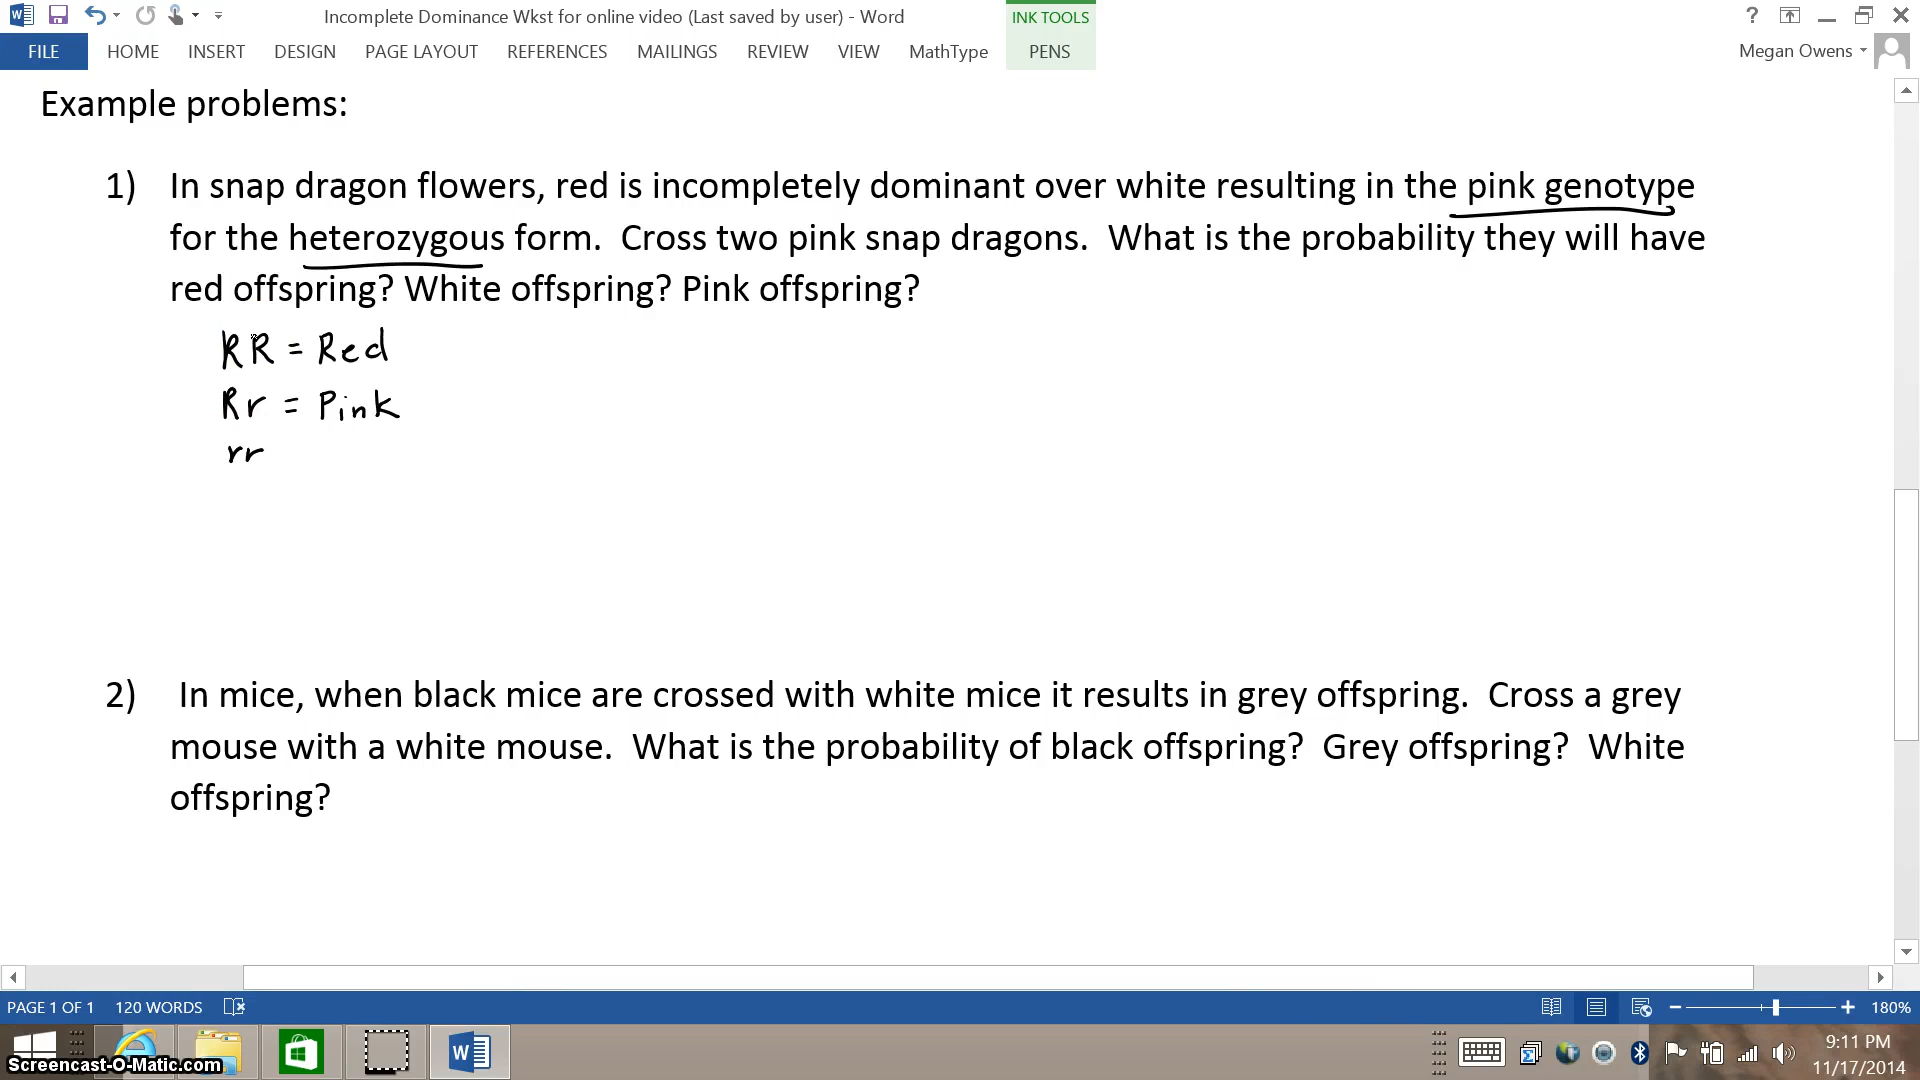 Incomplete Dominance Wkst for online video (Last saved by user) - Word
INK TOOLS
?
FILE HOME INSERT DESIGN PAGE LAYOUT REFERENCES MAILINGS REVIEW VIEW MathType PENS
Megan Owens
Example problems:
1) In snap dragon flowers, red is incompletely dominant over white resulting in the pink genotype
for the heterozygous form. Cross two pink snap dragons. What is the probability they will have
red offspring? White offspring? Pink offspring?
RR = Red
Rr = Pink
rr
2) In mice, when black mice are crossed with white mice it results in grey offspring. Cross a grey
mouse with a white mouse. What is the probability of black offspring? Grey offspring? White
offspring?
PAGE 1 OF 1 120 WORDS
180%
Screencast-O-Matic.com
9:11 PM
11/17/2014